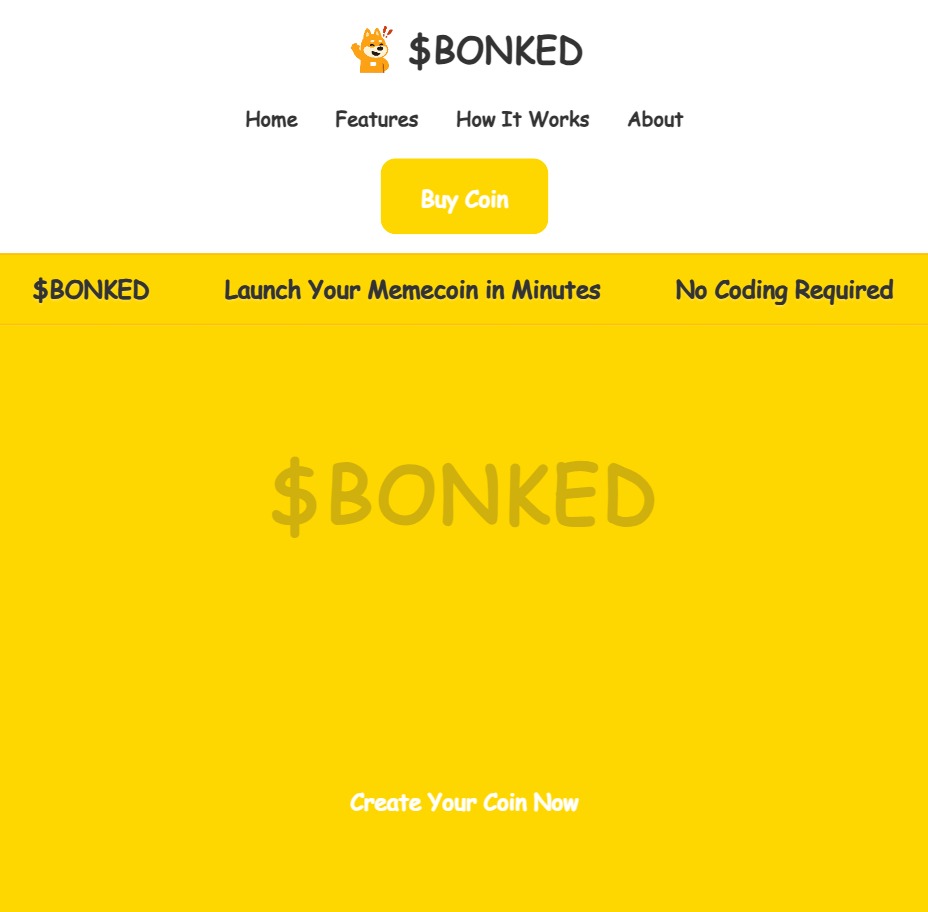 $BONKED
Home Features How It Works About
Buy Coin
$BONKED Launch Your Memecoin in Minutes No Coding Required
$BONKED
Create Your Coin Now